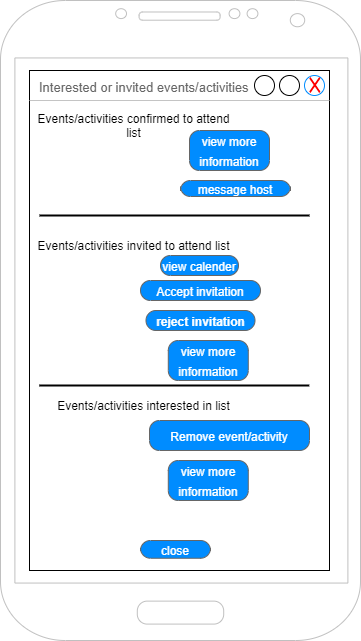 Interested or invited events/activities
X
Events/activities confirmed to attend
list
view more
information
message host
Events/activities invited to attend list
view calender
Accept invitation
reject invitation
view more
information
Events/activities interested in list
Remove event/activity
view more
information
close